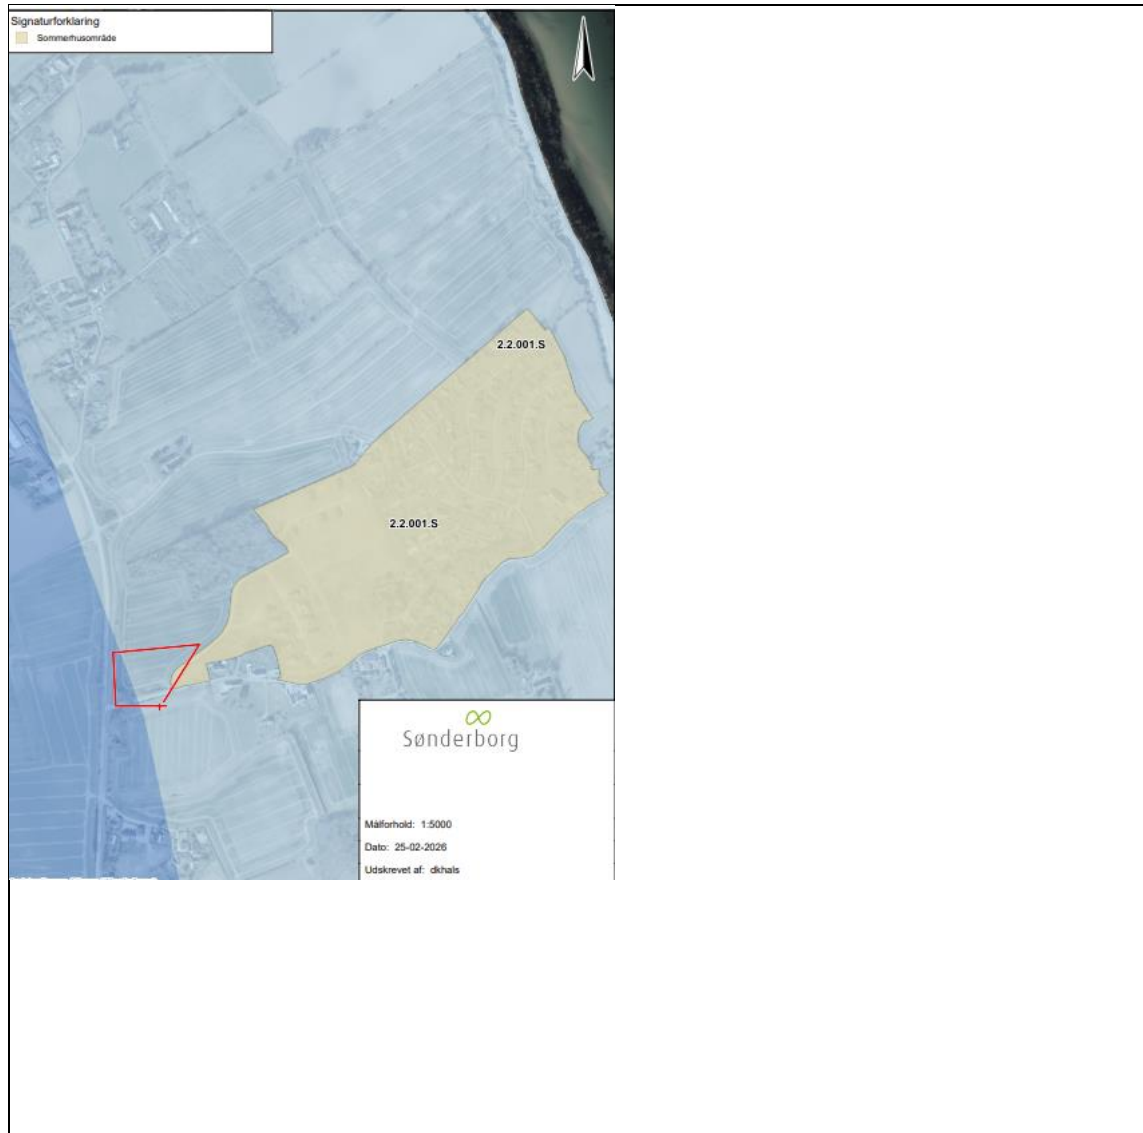 Signaturforklaring
Sommerhusområde
2.2.001.S
2.2.001.S
Sønderborg
Målforhold: 1:5000
Dato: 25-02-2026
Udskrevet af: dkhals